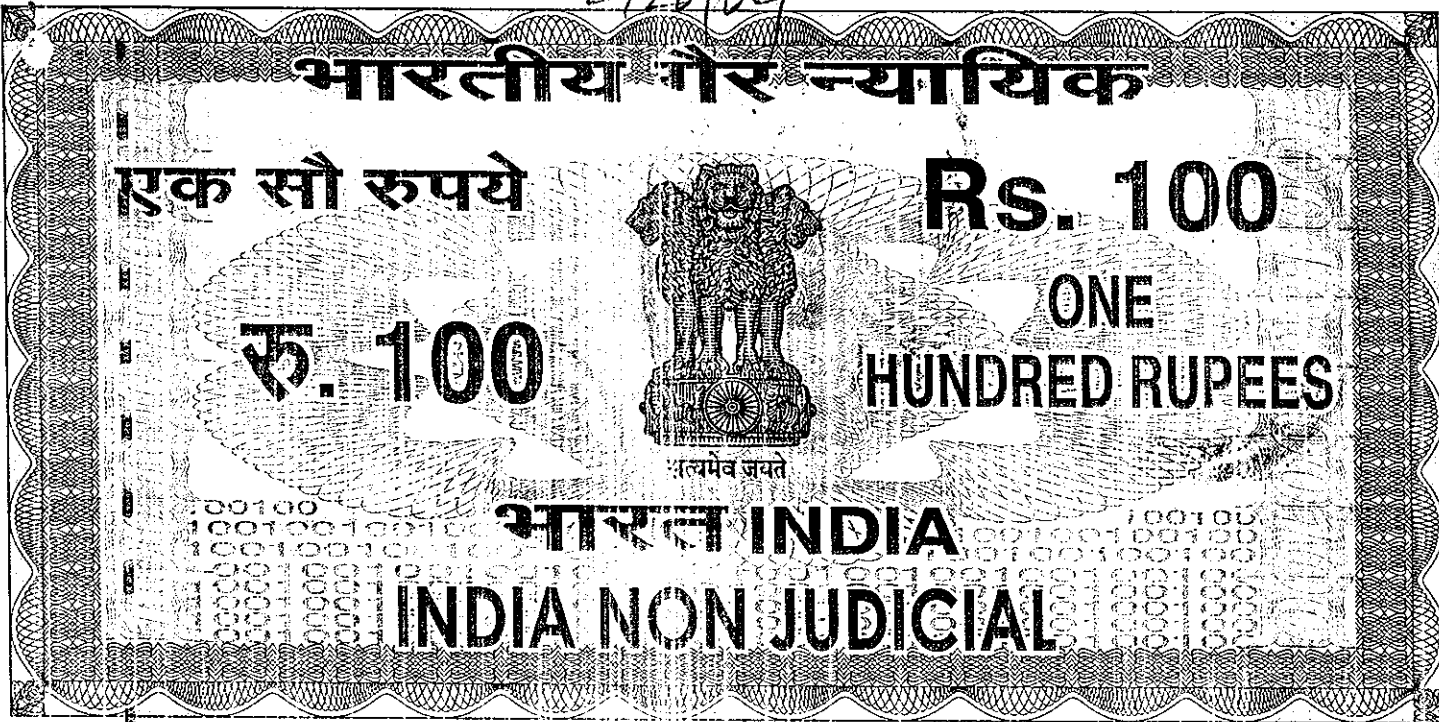 भारतीय गैर न्यायिक
एक सौ रुपये
Rs. 100
रु. 100
ONE
HUNDRED RUPEES
सत्यमेव जयते
भारत INDIA
INDIA NON JUDICIAL